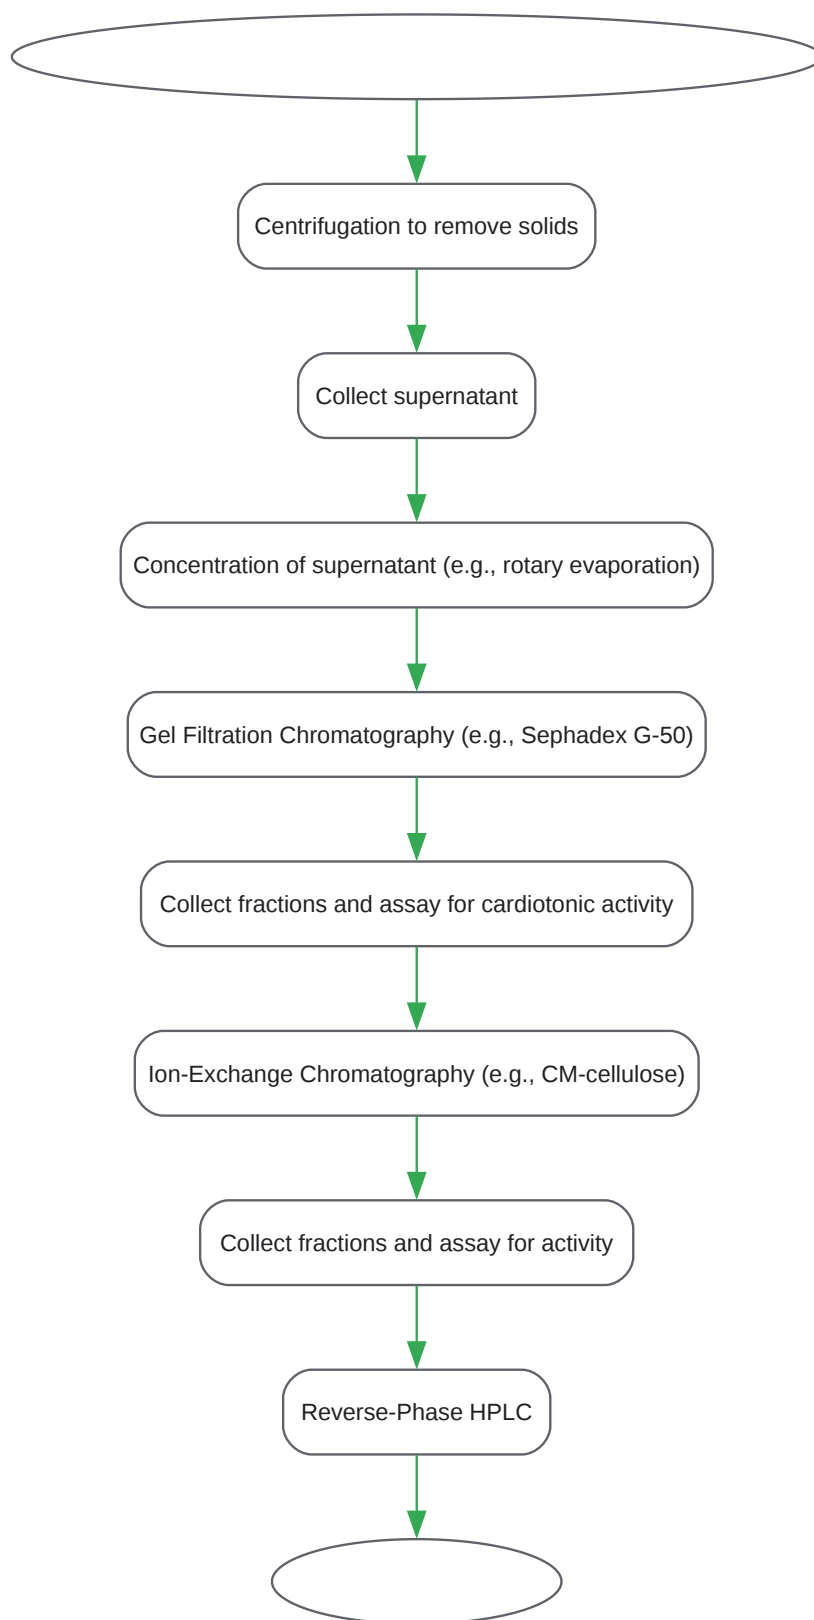 Centrifugation to remove solids
Collect supernatant
Concentration of supernatant (e.g., rotary evaporation)
Gel Filtration Chromatography (e.g., Sephadex G-50)
Collect fractions and assay for cardiotonic activity
Ion-Exchange Chromatography (e.g., CM-cellulose)
Collect fractions and assay for activity
Reverse-Phase HPLC